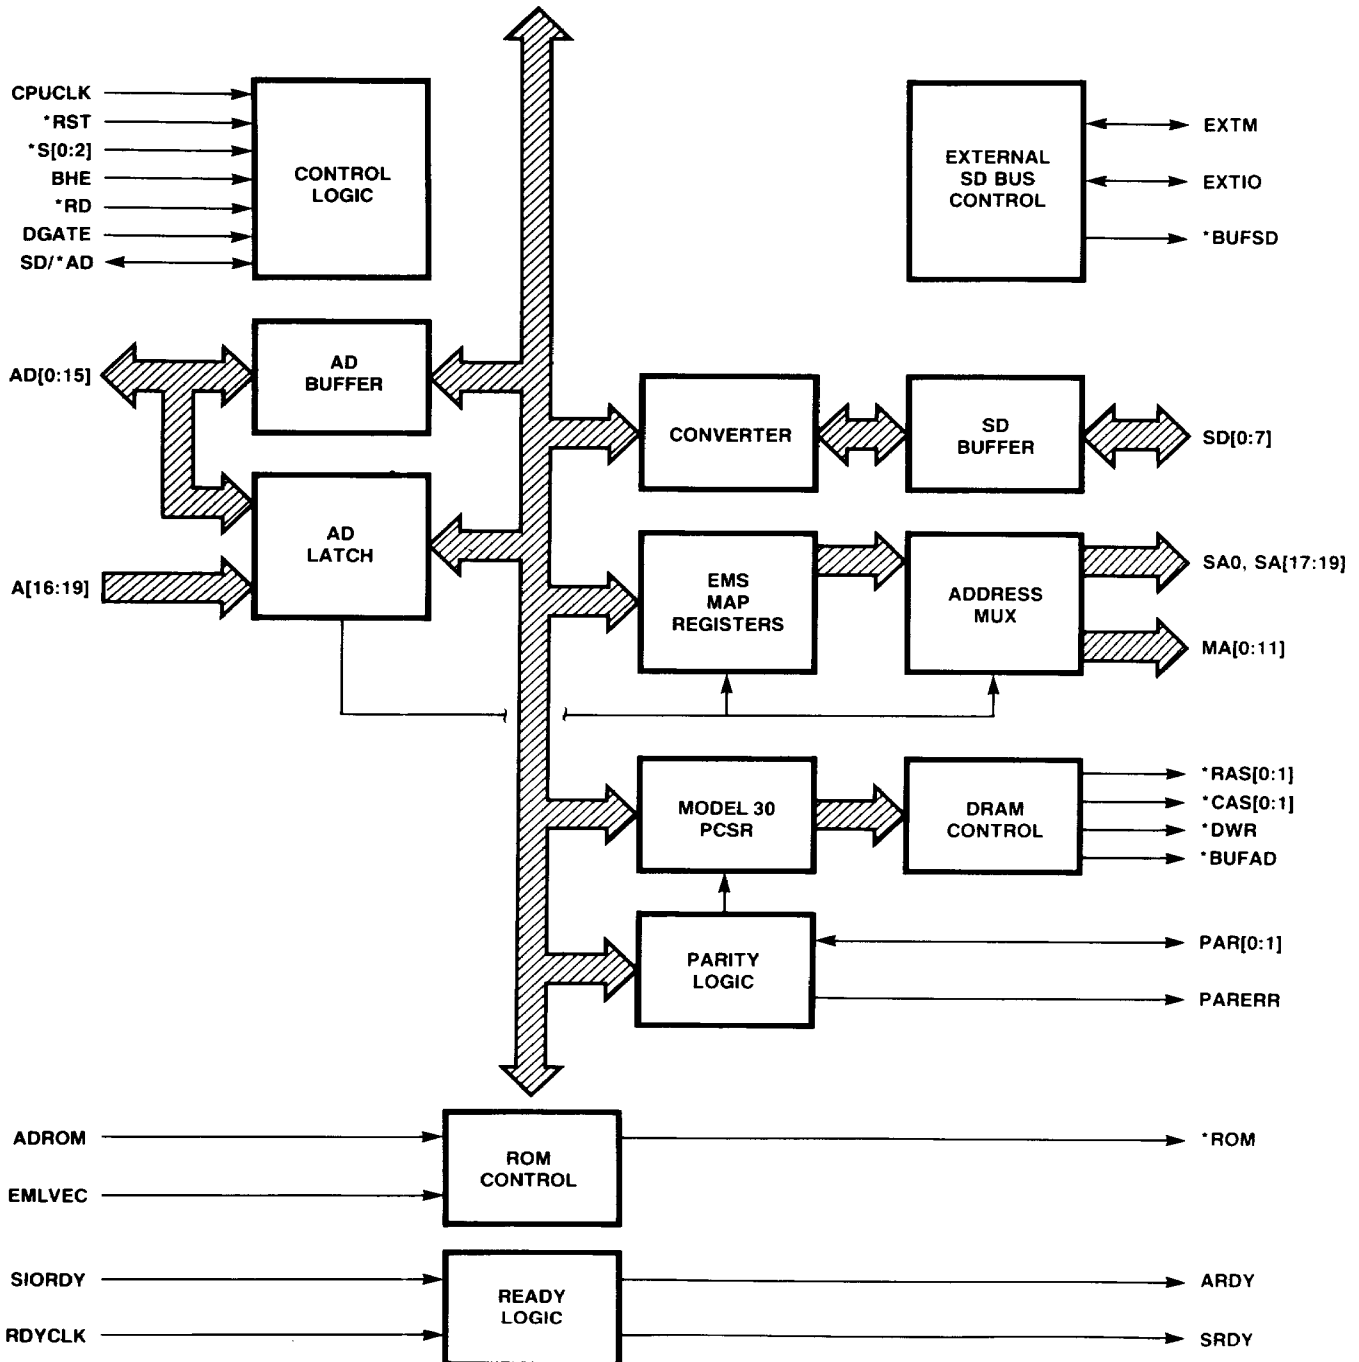 CPUCLK
*RST
*S[0:2]
BHE
*RD
DGATE
SD/*AD
CONTROL
LOGIC
EXTERNAL
SD BUS
CONTROL
EXTM
EXTIO
*BUFSD
AD[0:15]
AD
BUFFER
CONVERTER
SD
BUFFER
SD[0:7]
A[16:19]
AD
LATCH
EMS
MAP
REGISTERS
ADDRESS
MUX
SA0, SA[17:19]
MA[0:11]
MODEL 30
PCSR
DRAM
CONTROL
*RAS[0:1]
*CAS[0:1]
*DWR
*BUFAD
PARITY
LOGIC
PAR[0:1]
PARERR
ADROM
EMLVEC
ROM
CONTROL
*ROM
SIORDY
RDYCLK
READY
LOGIC
ARDY
SRDY